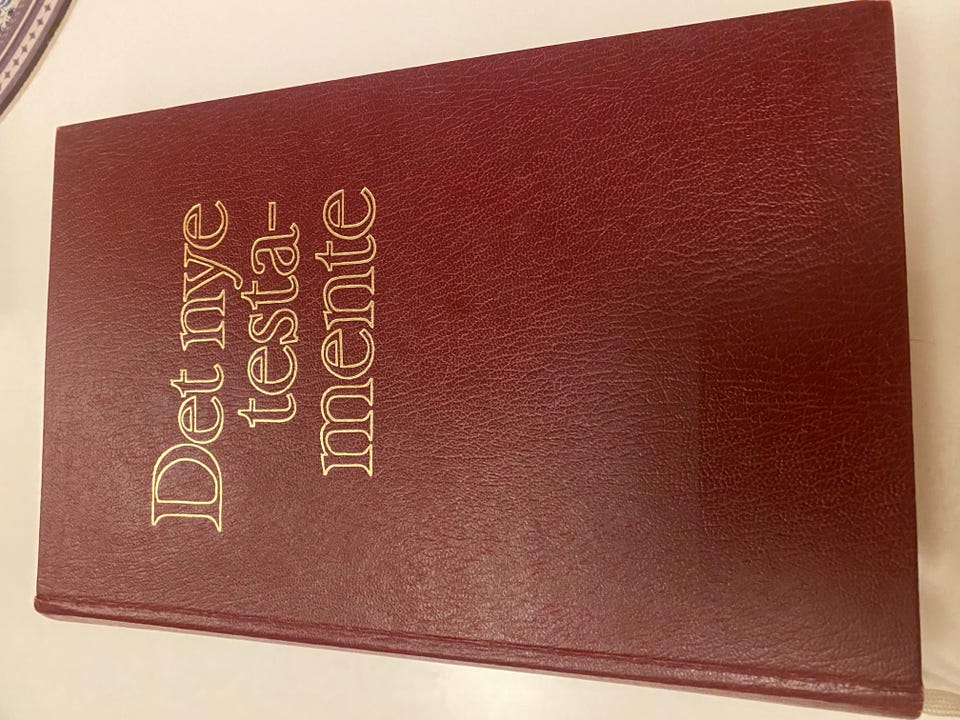 Det nye
testa-
mente